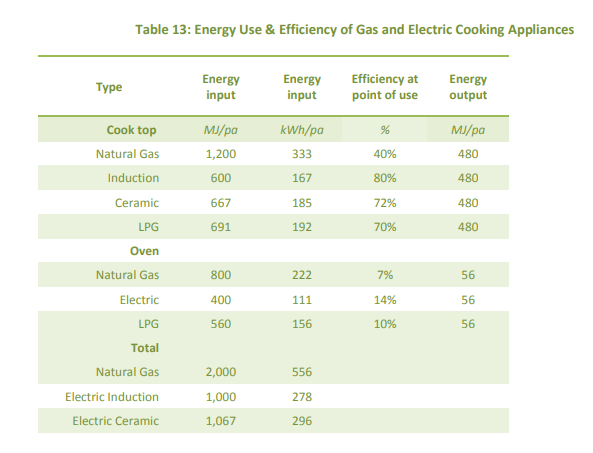 Table 13: Energy Use & Efficiency of Gas and Electric Cooking Appliances
Type Energy input Energy input Efficiency at point of use Energy output
Cook top MJ/pa kWh/pa % MJ/pa
Natural Gas 1,200 333 40% 480
Induction 600 167 80% 480
Ceramic 667 185 72% 480
LPG 691 192 70% 480
Oven
Natural Gas 800 222 7% 56
Electric 400 111 14% 56
LPG 560 156 10% 56
Total
Natural Gas 2,000 556
Electric Induction 1,000 278
Electric Ceramic 1,067 296